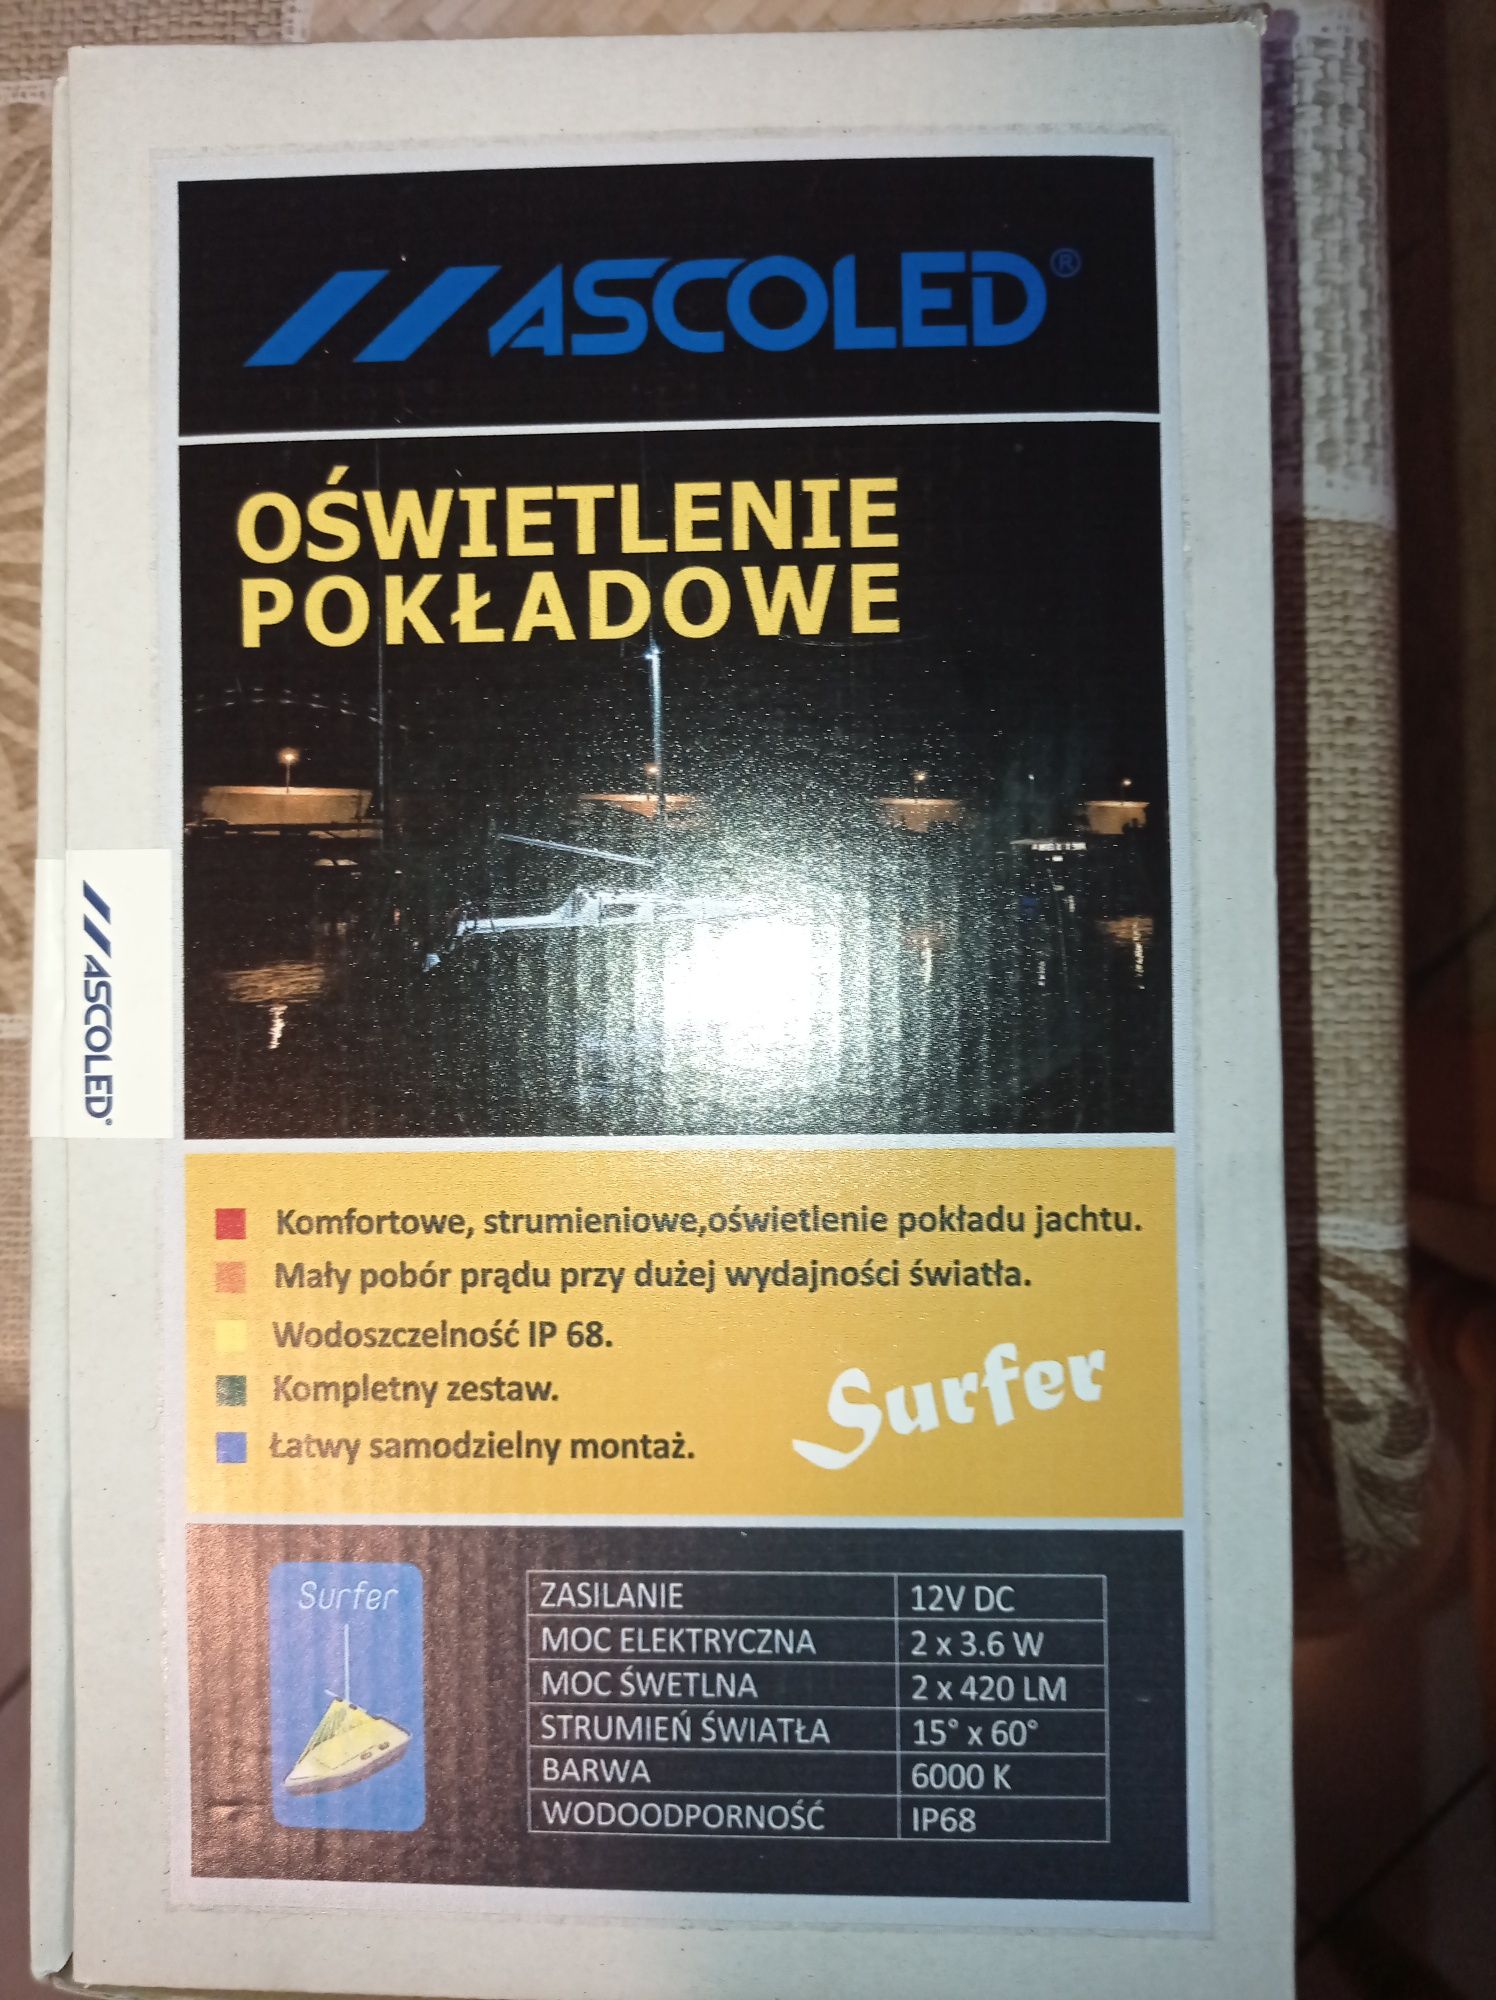 ASCOLED®
OŚWIETLENIE
POKŁADOWE
ASCOLED®
Komfortowe, strumieniowe,oświetlenie pokładu jachtu.
Mały pobór prądu przy dużej wydajności światła.
Wodoszczelność IP 68.
Kompletny zestaw.
Łatwy samodzielny montaż.
Surfer
Surfer
ZASILANIE 12V DC
MOC ELEKTRYCZNA 2 x 3.6 W
MOC ŚWETLNA 2 x 420 LM
STRUMIEŃ ŚWIATŁA 15° x 60°
BARWA 6000 K
WODOODPORNOŚĆ IP68